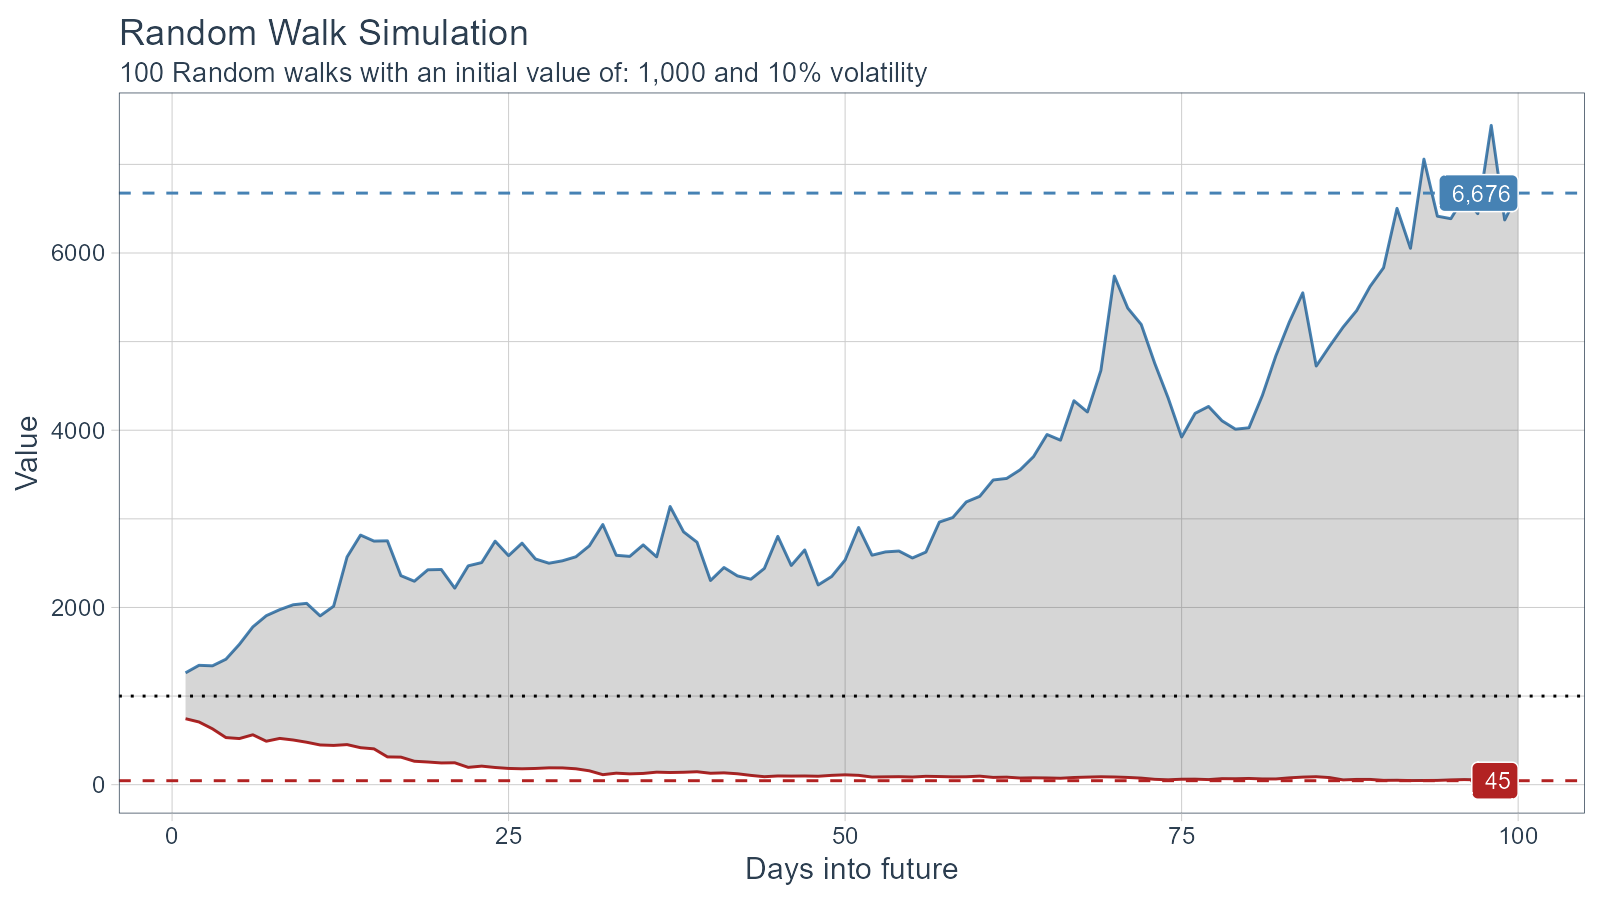 Random Walk Simulation
100 Random walks with an initial value of: 1,000 and 10% volatility
6,676
6000
4000
2000
0
45
Value
0 25 50 75 100
Days into future